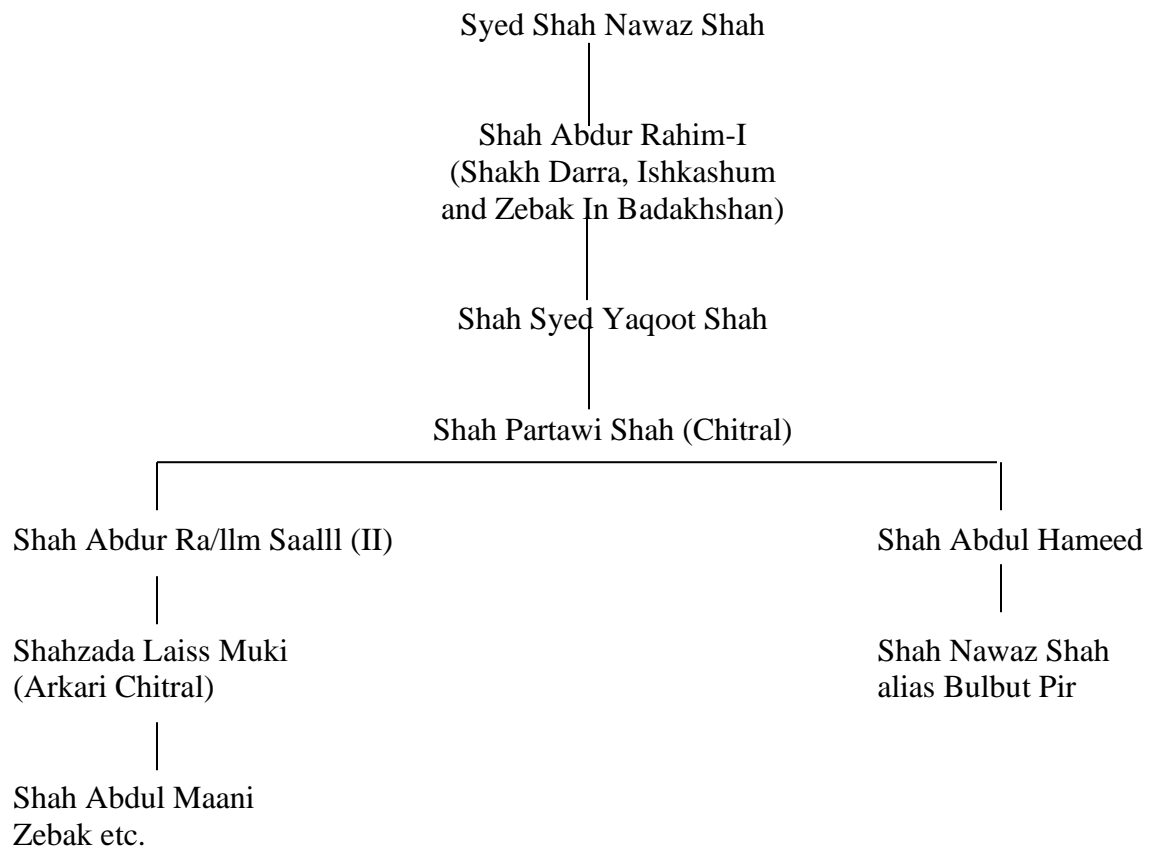 Syed Shah Nawaz Shah
Shah Abdur Rahim-I
(Shakh Darra, Ishkashum
and Zebak In Badakhshan)
Shah Syed Yaqoot Shah
Shah Partawi Shah (Chitral)
Shah Abdur Ra/llm Saalll (II)
Shah Abdul Hameed
Shahzada Laiss Muki
(Arkari Chitral)
Shah Nawaz Shah
alias Bulbut Pir
Shah Abdul Maani
Zebak etc.